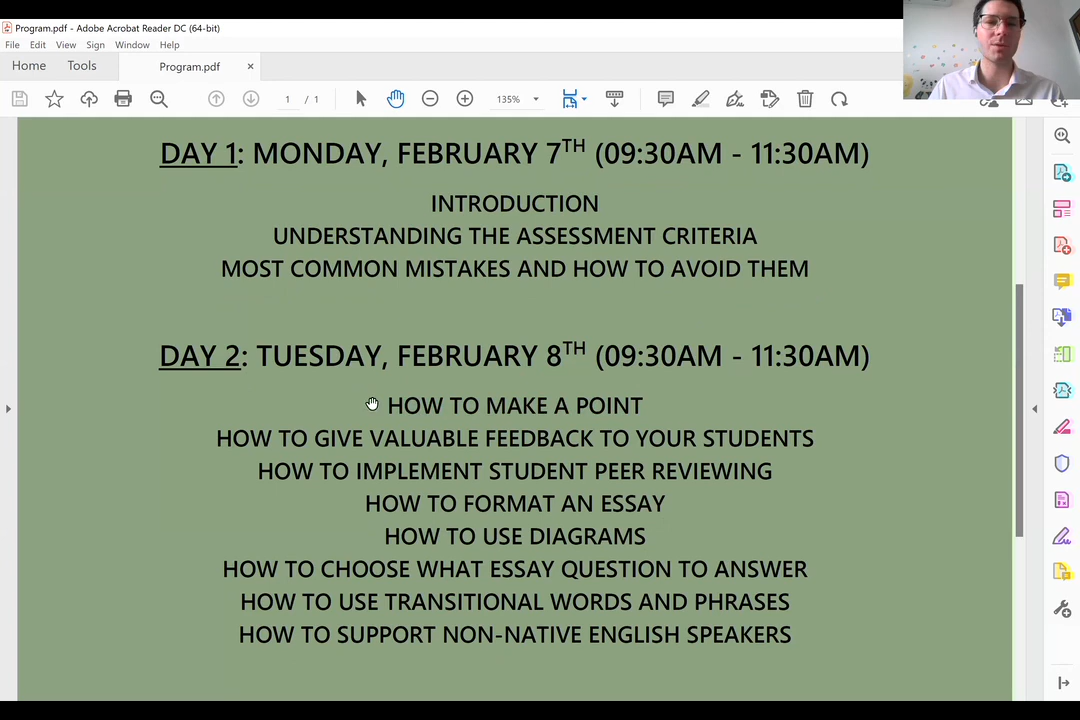 Program.pdf - Adobe Acrobat Reader DC (64-bit)
File Edit View Sign Window Help
Home Tools Program.pdf ×
1 / 1 135%
DAY 1: MONDAY, FEBRUARY 7TH (09:30AM - 11:30AM)
INTRODUCTION
UNDERSTANDING THE ASSESSMENT CRITERIA
MOST COMMON MISTAKES AND HOW TO AVOID THEM
DAY 2: TUESDAY, FEBRUARY 8TH (09:30AM - 11:30AM)
HOW TO MAKE A POINT
HOW TO GIVE VALUABLE FEEDBACK TO YOUR STUDENTS
HOW TO IMPLEMENT STUDENT PEER REVIEWING
HOW TO FORMAT AN ESSAY
HOW TO USE DIAGRAMS
HOW TO CHOOSE WHAT ESSAY QUESTION TO ANSWER
HOW TO USE TRANSITIONAL WORDS AND PHRASES
HOW TO SUPPORT NON-NATIVE ENGLISH SPEAKERS